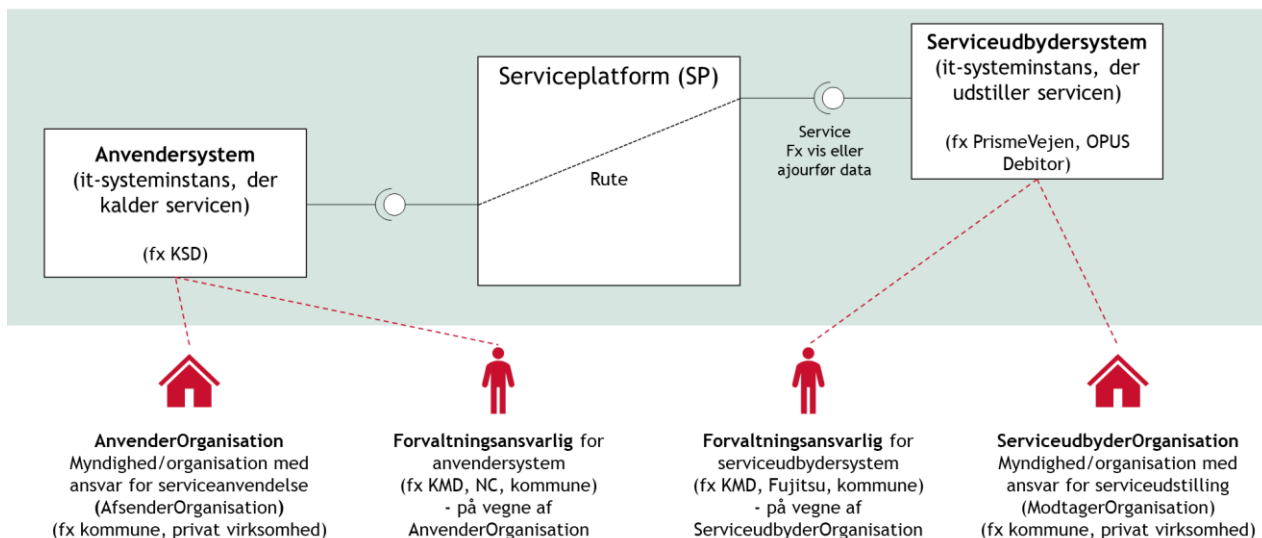 Serviceplatform (SP)
Rute
Serviceudbydersystem
(it-systeminstans, der
udstiller servicen)
(fx PrismeVejen, OPUS
Debitor)
Service
Fx vis eller
ajourfør data
Anvendersystem
(it-systeminstans, der
kalder servicen)
(fx KSD)
AnvenderOrganisation
Myndighed/organisation med
ansvar for serviceanvendelse
(AfsenderOrganisation)
(fx kommune, privat virksomhed)
Forvaltningsansvarlig for
anvendersystem
(fx KMD, NC, kommune)
- på vegne af
AnvenderOrganisation
Forvaltningsansvarlig for
serviceudbydersystem
(fx KMD, Fujitsu, kommune)
- på vegne af
ServiceudbyderOrganisation
ServiceudbyderOrganisation
Myndighed/organisation med
ansvar for serviceudstilling
(ModtagerOrganisation)
(fx kommune, privat virksomhed)